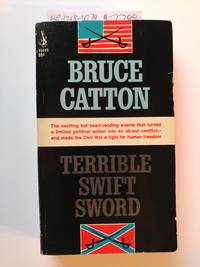 BRUCE
CATTON
The exciting but heart-rending events that turned
a limited political action into an all-out conflict—
and made the Civil War a fight for human freedom
TERRIBLE
SWIFT
SWORD